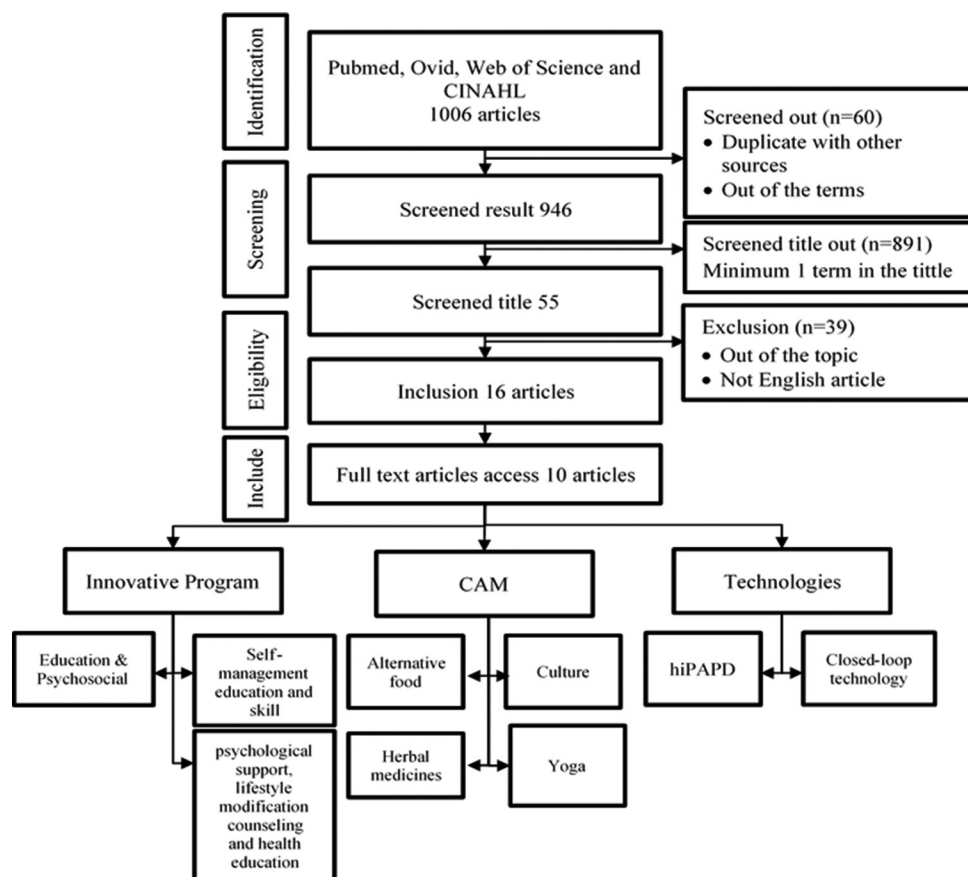 Identification
Pubmed, Ovid, Web of Science and
CINAHL
1006 articles
Screened out (n=60)
• Duplicate with other
sources
• Out of the terms
Screening
Screened result 946
Screened title out (n=891)
Minimum 1 term in the tittle
Screened title 55
Eligibility
Exclusion (n=39)
• Out of the topic
• Not English article
Inclusion 16 articles
Include
Full text articles access 10 articles
Innovative Program
CAM
Technologies
Education &
Psychosocial
Self-
management
education and
skill
psychological
support,
lifestyle
modification
counseling
and health
education
Alternative
food
Culture
Herbal
medicines
Yoga
hiPAPD
Closed-loop
technology